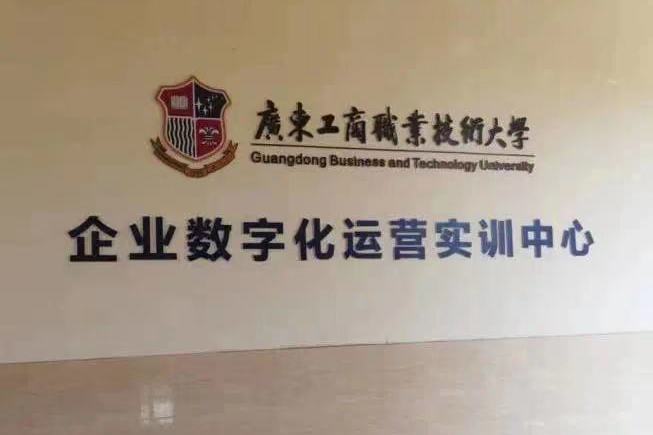 廣東工商職業技術大學
Guangdong Business and Technology University
企业数字化运营实训中心